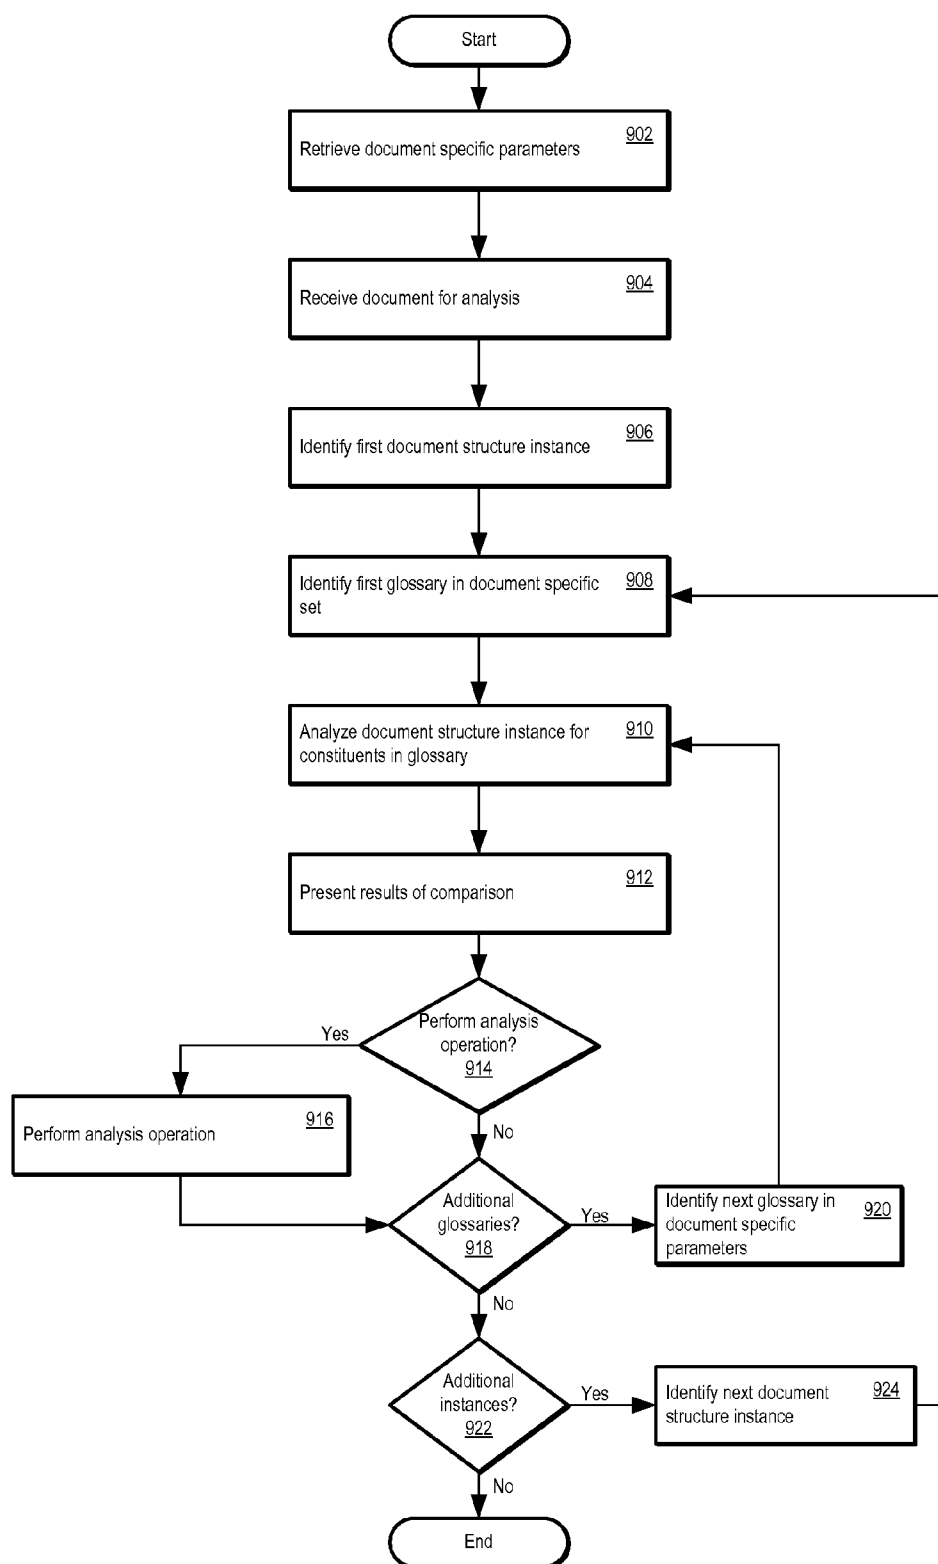 Start
902
Retrieve document specific parameters
904
Receive document for analysis
906
Identify first document structure instance
908
Identify first glossary in document specific
set
910
Analyze document structure instance for
constituents in glossary
912
Present results of comparison
Perform analysis
operation?
914
Yes
No
916
Perform analysis operation
Additional
glossaries?
918
Yes
No
920
Identify next glossary in
document specific
parameters
Additional
instances?
922
Yes
No
924
Identify next document
structure instance
End